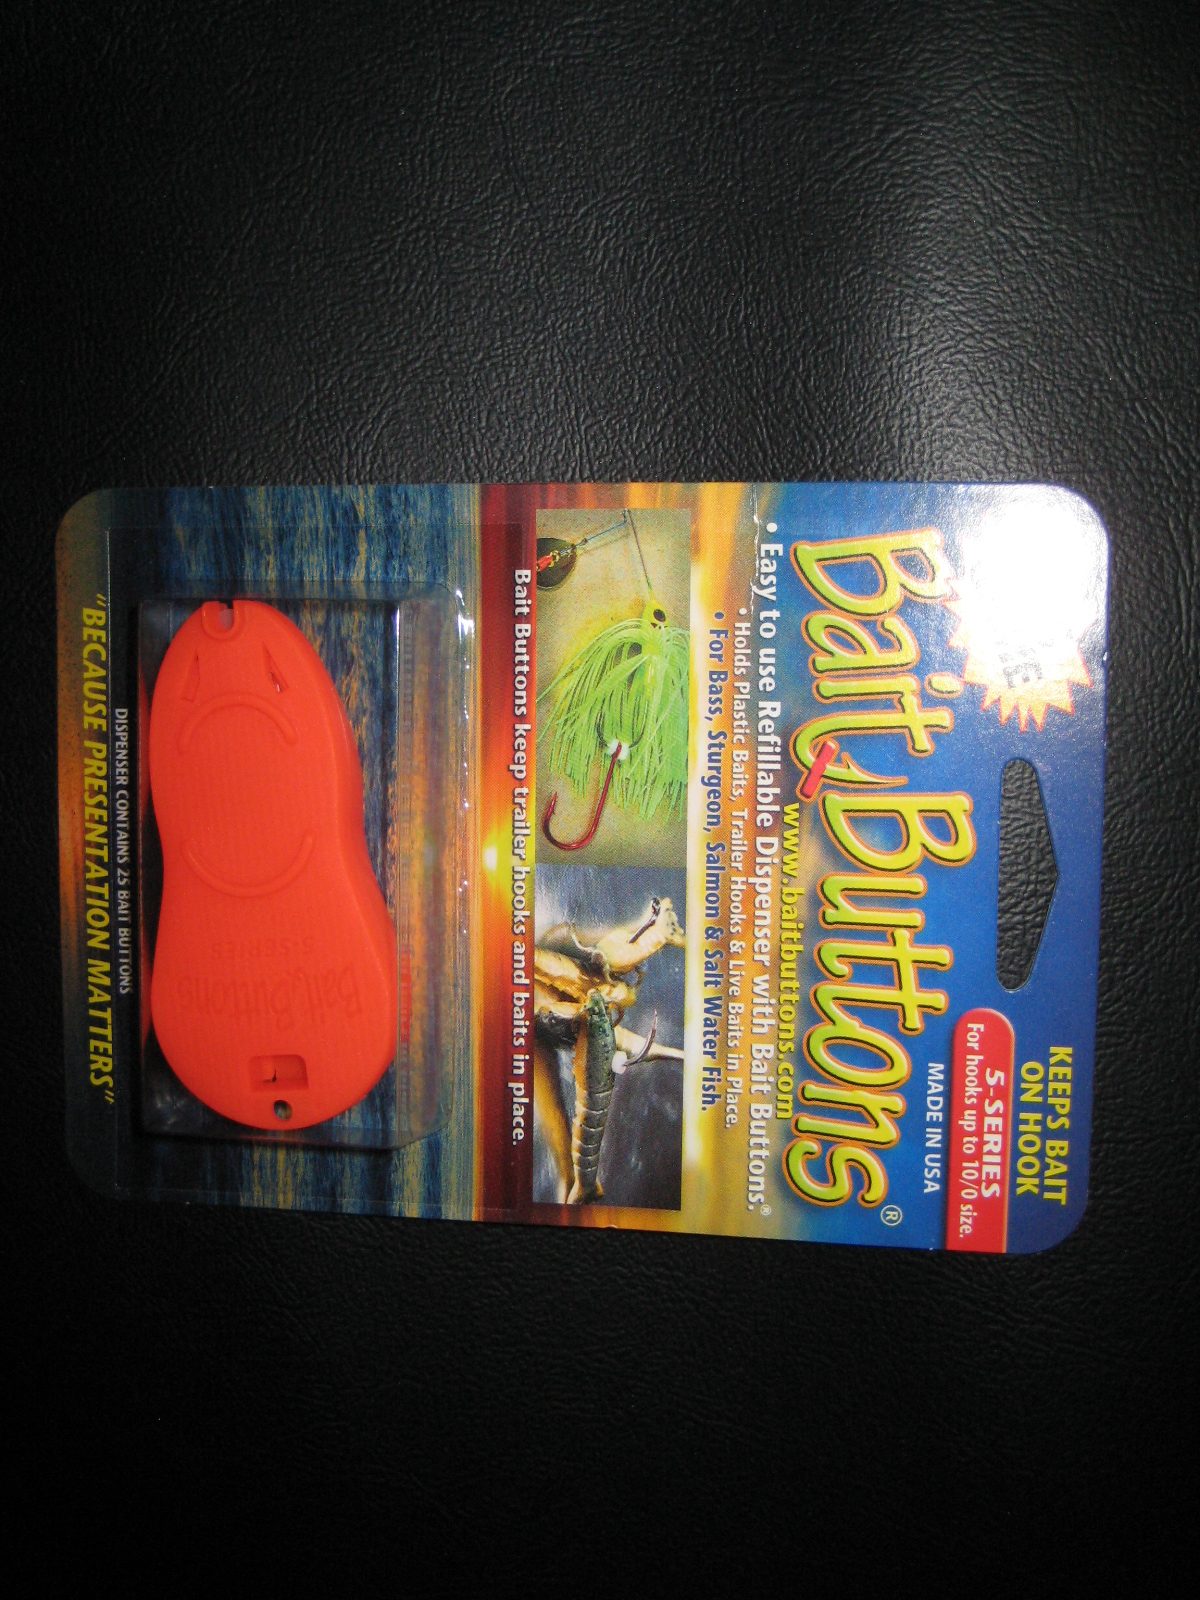 KEEPS BAIT
ON HOOK
5-SERIES
For hooks up to 10/0 size.
MADE IN USA
Bait Buttons®
www.baitbuttons.com
• Easy to use Refillable Dispenser with Bait Buttons.®
• Holds Plastic Baits, Trailer Hooks & Live Baits in Place.
• For Bass, Sturgeon, Salmon & Salt Water Fish.
Bait Buttons keep trailer hooks and baits in place.
Bait Buttons
DISPENSER CONTAINS 25 BAIT BUTTONS
"BECAUSE PRESENTATION MATTERS"